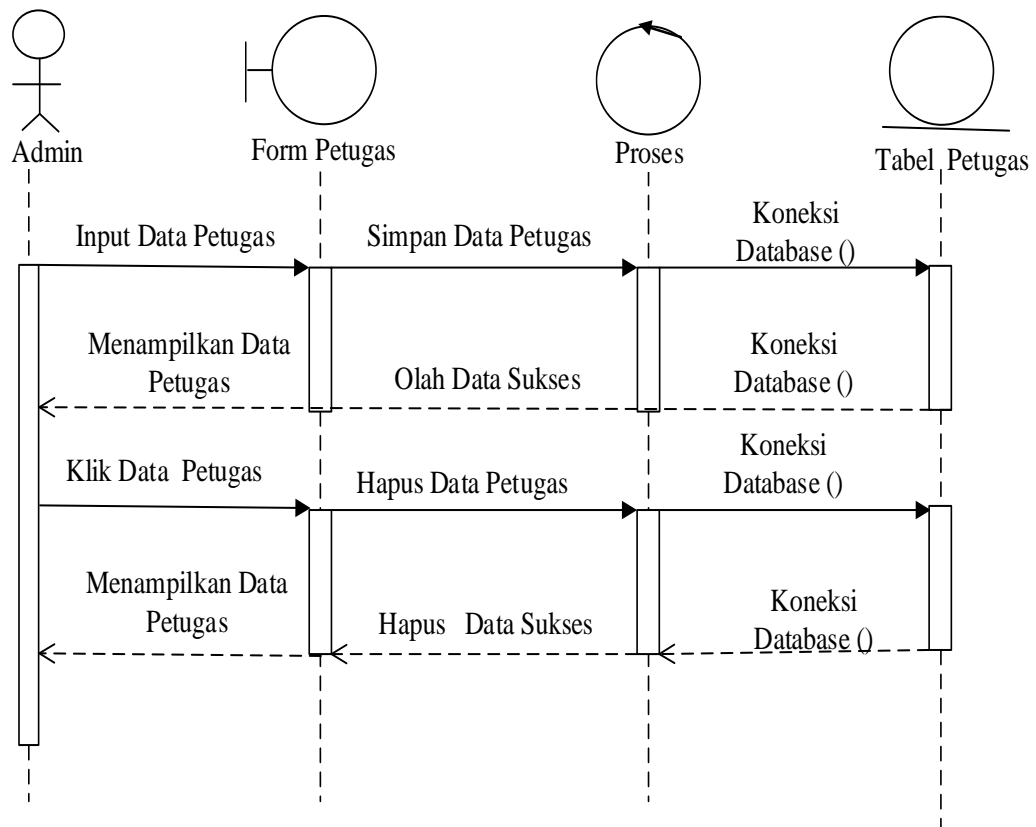 Admin
Form Petugas
Proses
Tabel Petugas
Input Data Petugas
Simpan Data Petugas
Koneksi
Database ()
Menampilkan Data
Petugas
Olah Data Sukses
Koneksi
Database ()
Klik Data Petugas
Hapus Data Petugas
Koneksi
Database ()
Menampilkan Data
Petugas
Hapus Data Sukses
Koneksi
Database ()